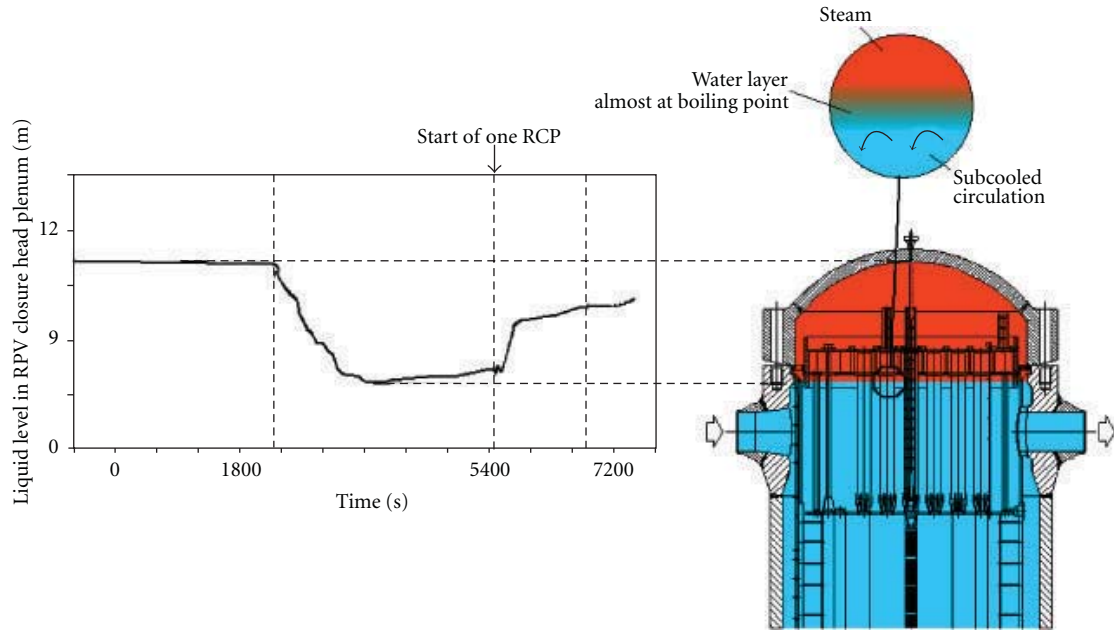 Steam
Water layer
almost at boiling point
Subcooled
circulation
Start of one RCP
Liquid level in RPV closure head plenum (m)
12
9
0
0
1800
5400
7200
Time (s)